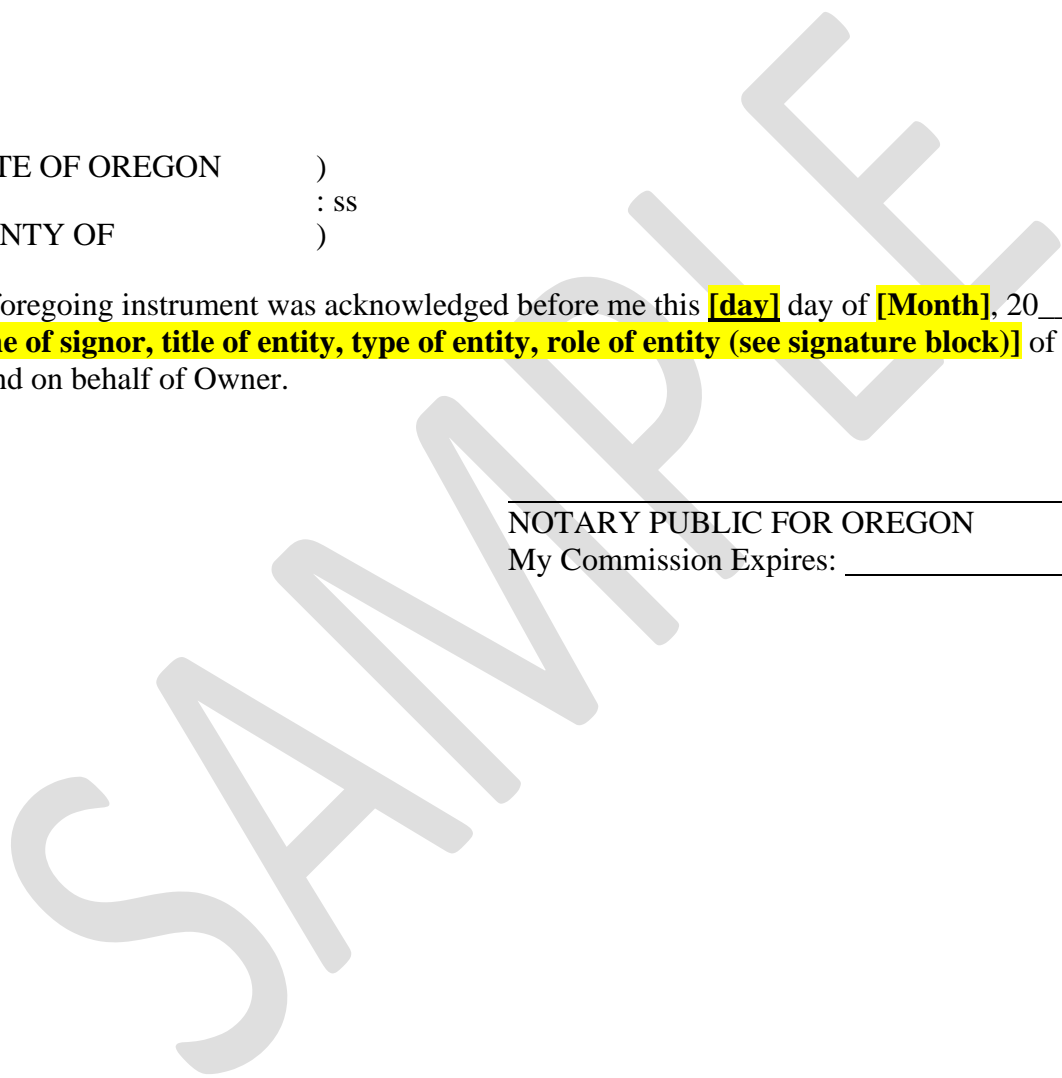 TE OF OREGON )
: ss
NTY OF )
foregoing instrument was acknowledged before me this [day] day of [Month], 20__
e of signor, title of entity, type of entity, role of entity (see signature block)] of
nd on behalf of Owner.
NOTARY PUBLIC FOR OREGON
My Commission Expires: ____________
SAMPLE